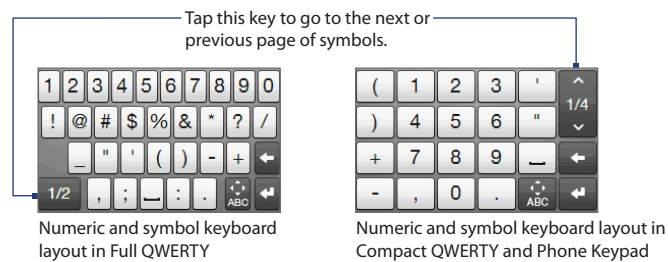 Tap this key to go to the next or
previous page of symbols.
1 2 3 4 5 6 7 8 9 0
! @ # $ % & * ? /
_ " ' ( ) - +
1/2 , ; : . ABC
Numeric and symbol keyboard
layout in Full QWERTY
( 1 2 3 '
1/4
) 4 5 6 "
+ 7 8 9
- , 0 . ABC
Numeric and symbol keyboard layout in
Compact QWERTY and Phone Keypad